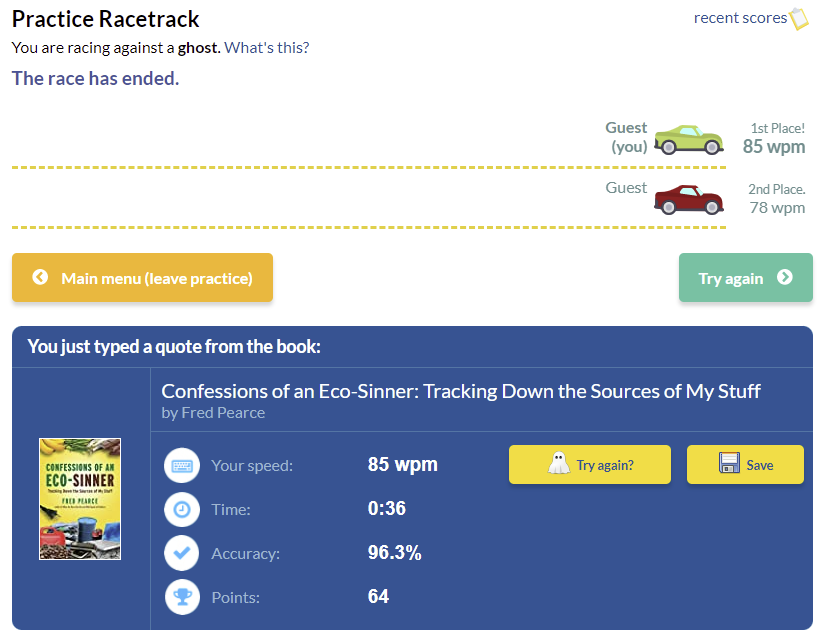 Practice Racetrack
recent scores
You are racing against a ghost. What's this?
The race has ended.
Guest
(you)
1st Place!
85 wpm
Guest
2nd Place.
78 wpm
Main menu (leave practice)
Try again
You just typed a quote from the book:
Confessions of an Eco-Sinner: Tracking Down the Sources of My Stuff
by Fred Pearce
CONFESSIONS OF AN
ECO-SINNER
Tracking Down the Sources of My Stuff
FRED PEARCE
Your speed:
85 wpm
Try again?
Save
Time:
0:36
Accuracy:
96.3%
Points:
64